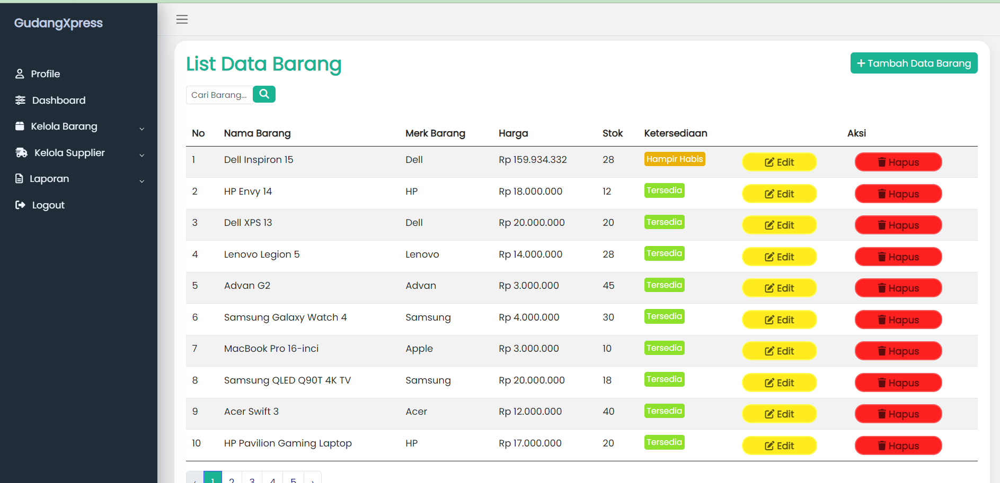 GudangXpress
Profile
Dashboard
Kelola Barang
Kelola Supplier
Laporan
Logout
List Data Barang
+ Tambah Data Barang
Cari Barang...
No Nama Barang Merk Barang Harga Stok Ketersediaan Aksi
1 Dell Inspiron 15 Dell Rp 159.934.332 28 Hampir Habis Edit Hapus
2 HP Envy 14 HP Rp 18.000.000 12 Tersedia Edit Hapus
3 Dell XPS 13 Dell Rp 20.000.000 20 Tersedia Edit Hapus
4 Lenovo Legion 5 Lenovo Rp 14.000.000 28 Tersedia Edit Hapus
5 Advan G2 Advan Rp 3.000.000 45 Tersedia Edit Hapus
6 Samsung Galaxy Watch 4 Samsung Rp 4.000.000 30 Tersedia Edit Hapus
7 MacBook Pro 16-inci Apple Rp 3.000.000 10 Tersedia Edit Hapus
8 Samsung QLED Q90T 4K TV Samsung Rp 20.000.000 18 Tersedia Edit Hapus
9 Acer Swift 3 Acer Rp 12.000.000 40 Tersedia Edit Hapus
10 HP Pavilion Gaming Laptop HP Rp 17.000.000 20 Tersedia Edit Hapus
‹ 1 2 3 4 5 ›